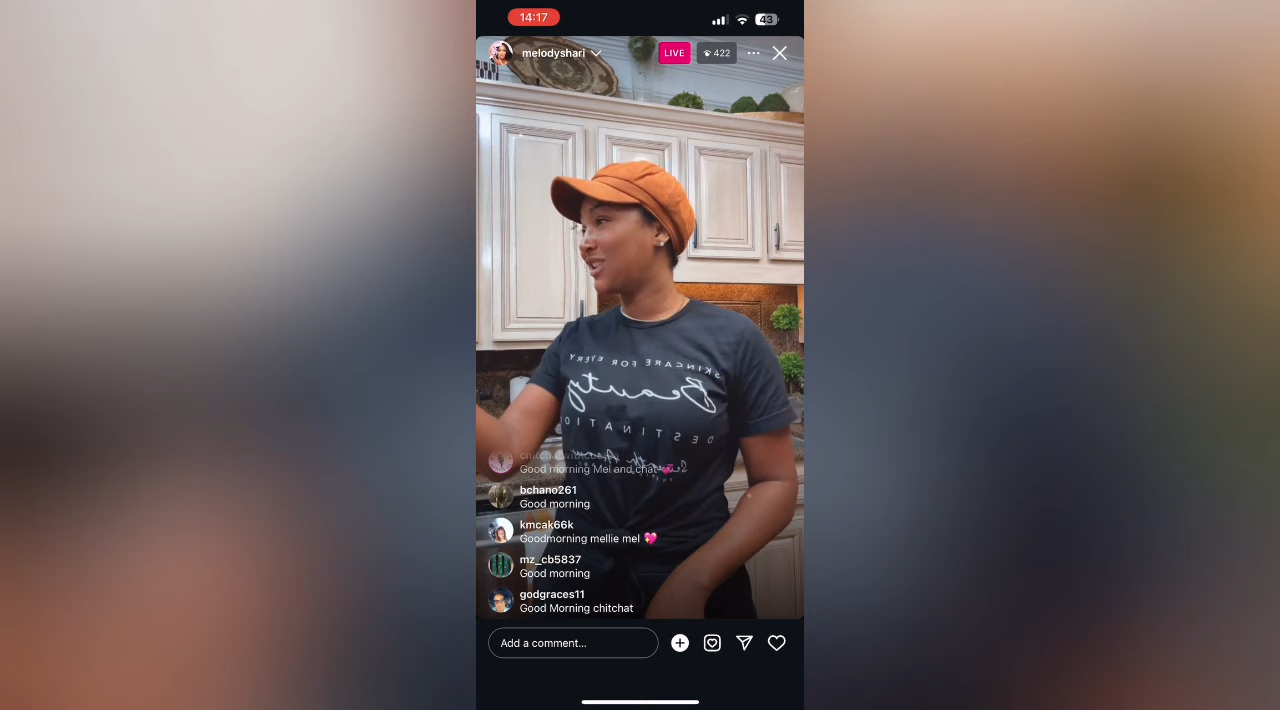 14:17
43
melodyshari
LIVE
422
SKINCARE FOR EVERY
Beauty
DESTINATION
Good morning Mel and chat 💓
bchano261
Good morning
kmcak66k
Goodmorning mellie mel 💖
mz_cb5837
Good morning
godgraces11
Good Morning chitchat
Add a comment...